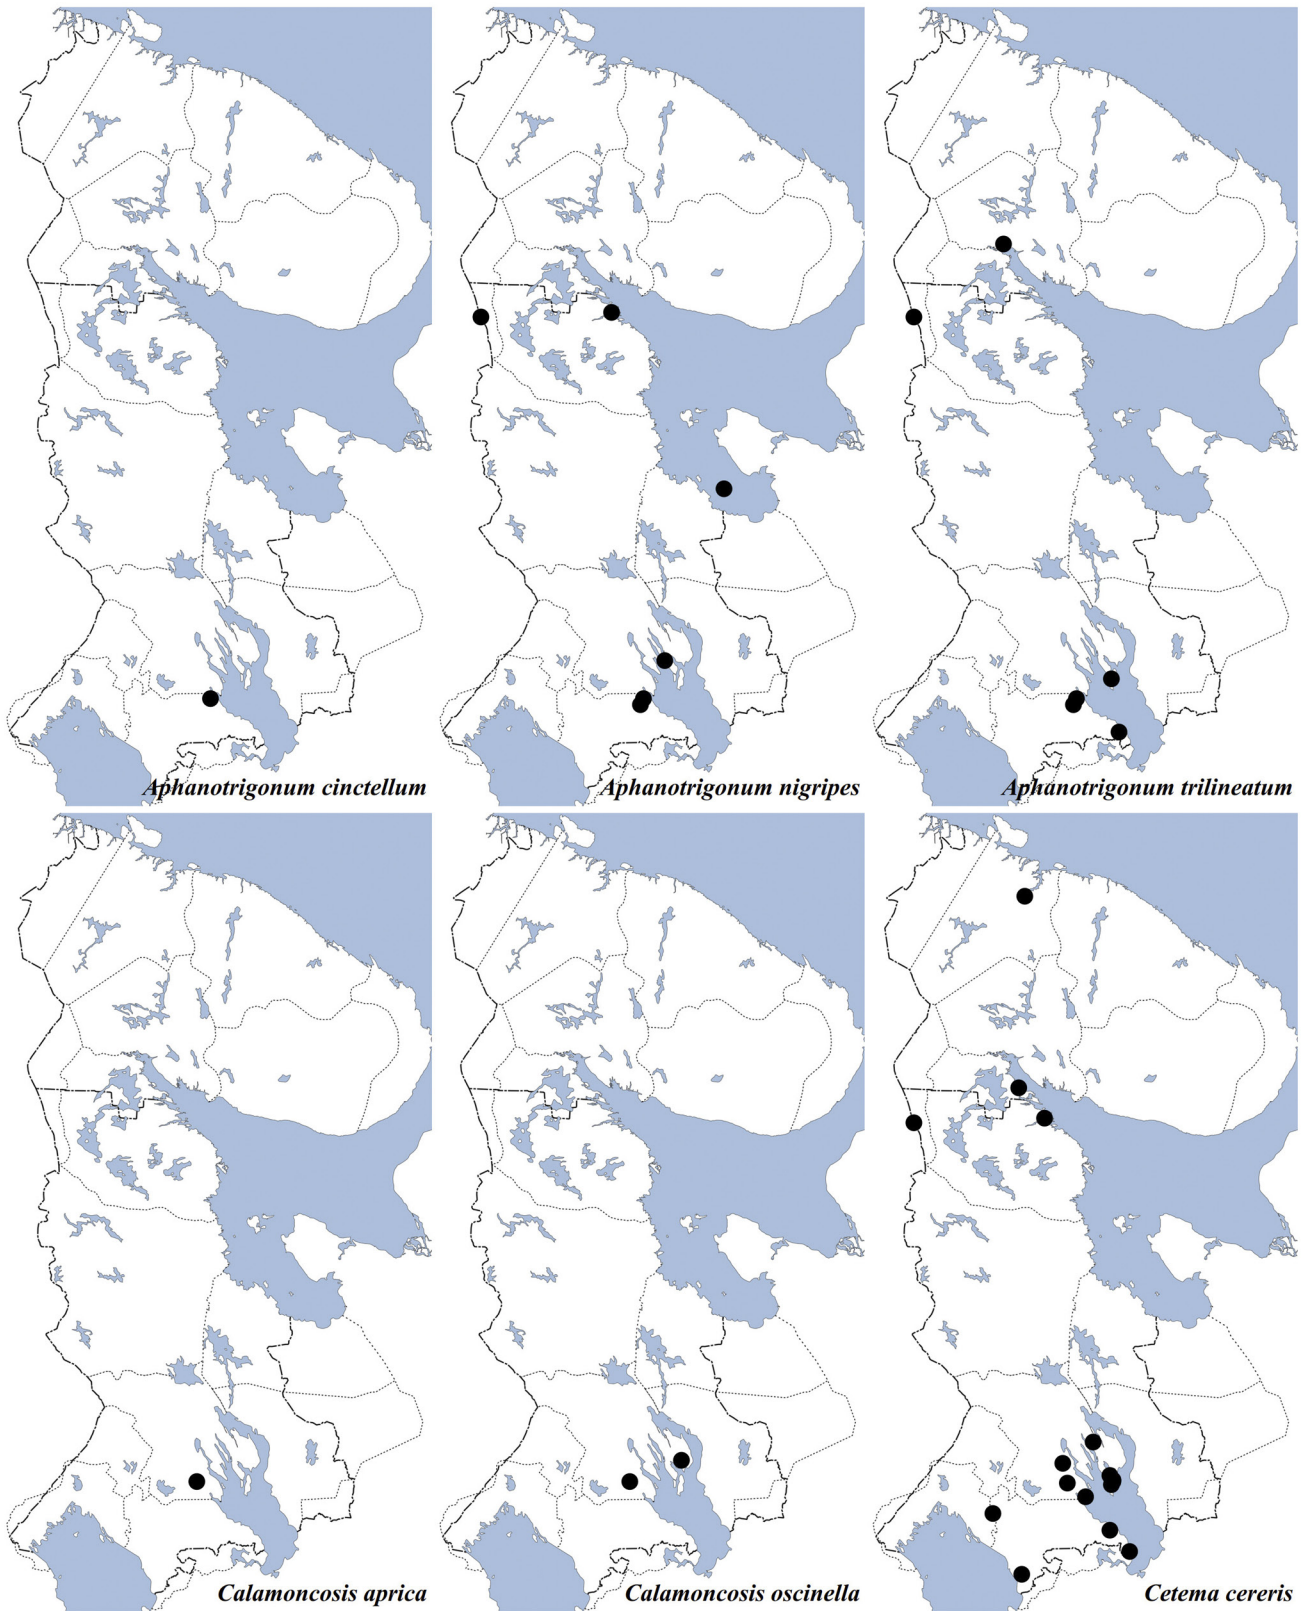 Aphanotrigonum cinctellum
Aphanotrigonum nigripes
Aphanotrigonum trilineatum
Calamoncosis aprica
Calamoncosis oscinella
Cetema cereris